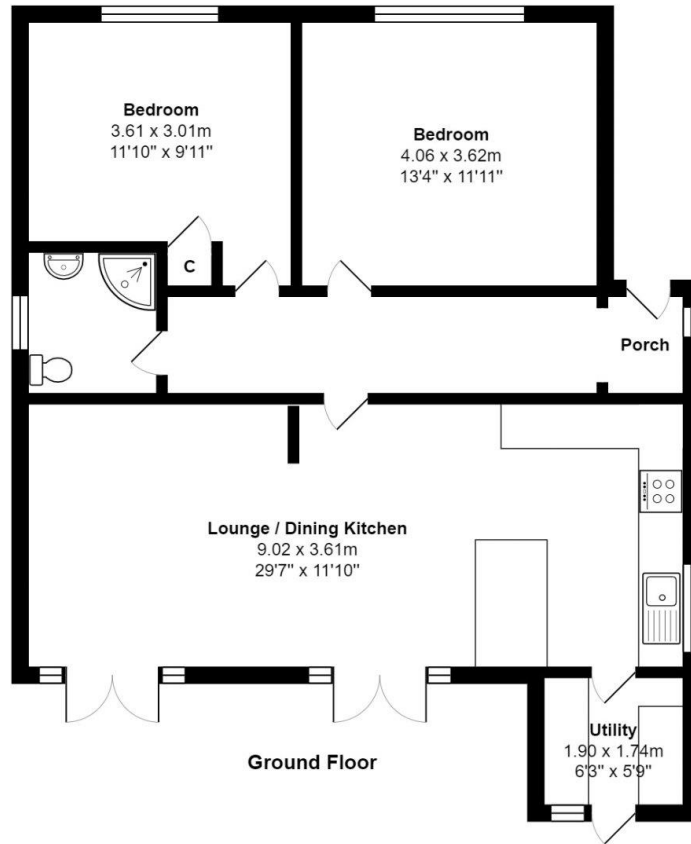 Bedroom
3.61 x 3.01m
11'10" x 9'11"
Bedroom
4.06 x 3.62m
13'4" x 11'11"
C
Porch
Lounge / Dining Kitchen
9.02 x 3.61m
29'7" x 11'10"
Utility
1.90 x 1.74m
6'3" x 5'9"
Ground Floor